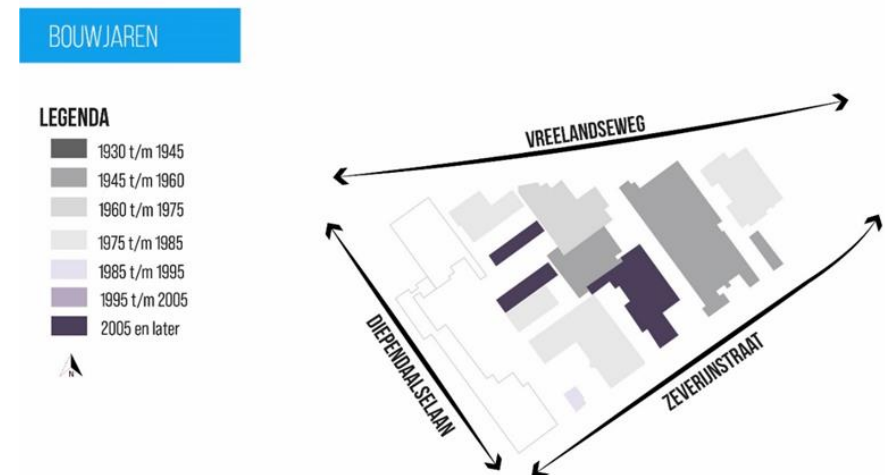 BOUWJAREN
LEGENDA
1930 t/m 1945
1945 t/m 1960
1960 t/m 1975
1975 t/m 1985
1985 t/m 1995
1995 t/m 2005
2005 en later
N
VREELANDSEWEG
DIEPENDAALSELAAN
ZEVERIJNSTRAAT